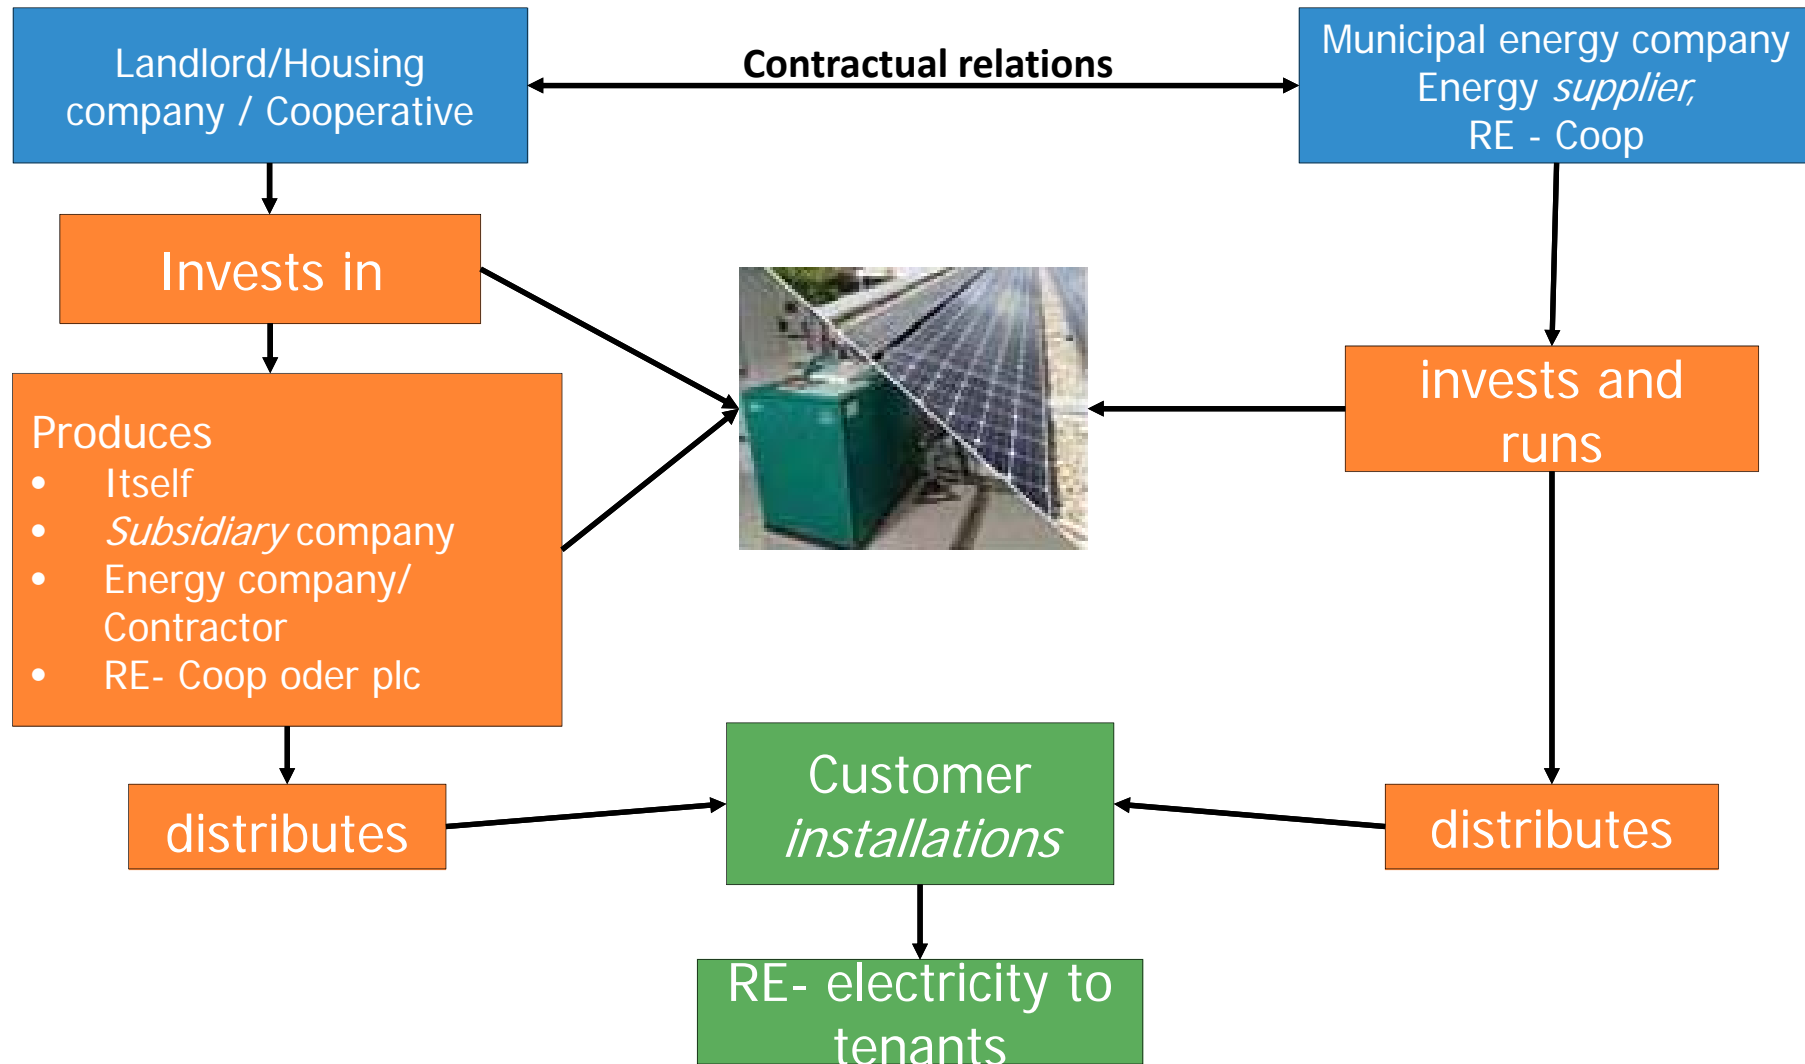 Landlord/Housing
company / Cooperative
Contractual relations
Municipal energy company
Energy supplier,
RE - Coop
Invests in
invests and
runs
Produces
• Itself
• Subsidiary company
• Energy company/
Contractor
• RE- Coop oder plc
distributes
Customer
installations
distributes
RE- electricity to
tenants